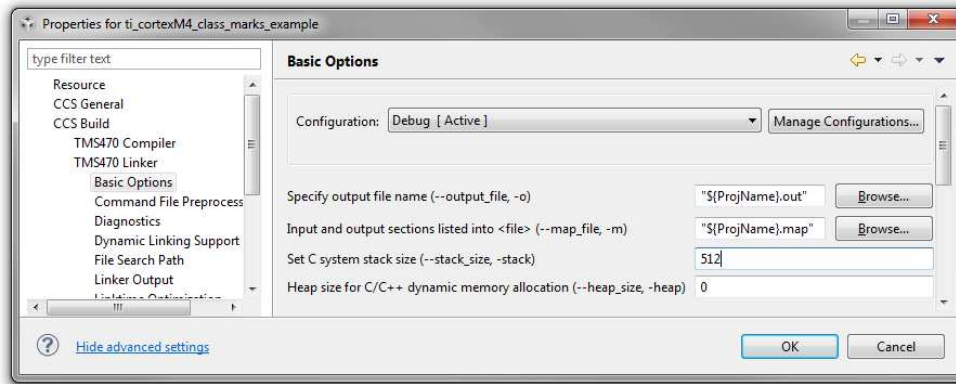 Properties for ti_cortexM4_class_marks_example
type filter text
Resource
CCS General
CCS Build
TMS470 Compiler
TMS470 Linker
Basic Options
Command File Preprocess
Diagnostics
Dynamic Linking Support
File Search Path
Linker Output
Linktime Optimization
Basic Options
Configuration: Debug [ Active ] Manage Configurations...
Specify output file name (--output_file, -o) "${ProjName}.out" Browse...
Input and output sections listed into <file> (--map_file, -m) "${ProjName}.map" Browse...
Set C system stack size (--stack_size, -stack) 512
Heap size for C/C++ dynamic memory allocation (--heap_size, -heap) 0
? Hide advanced settings OK Cancel